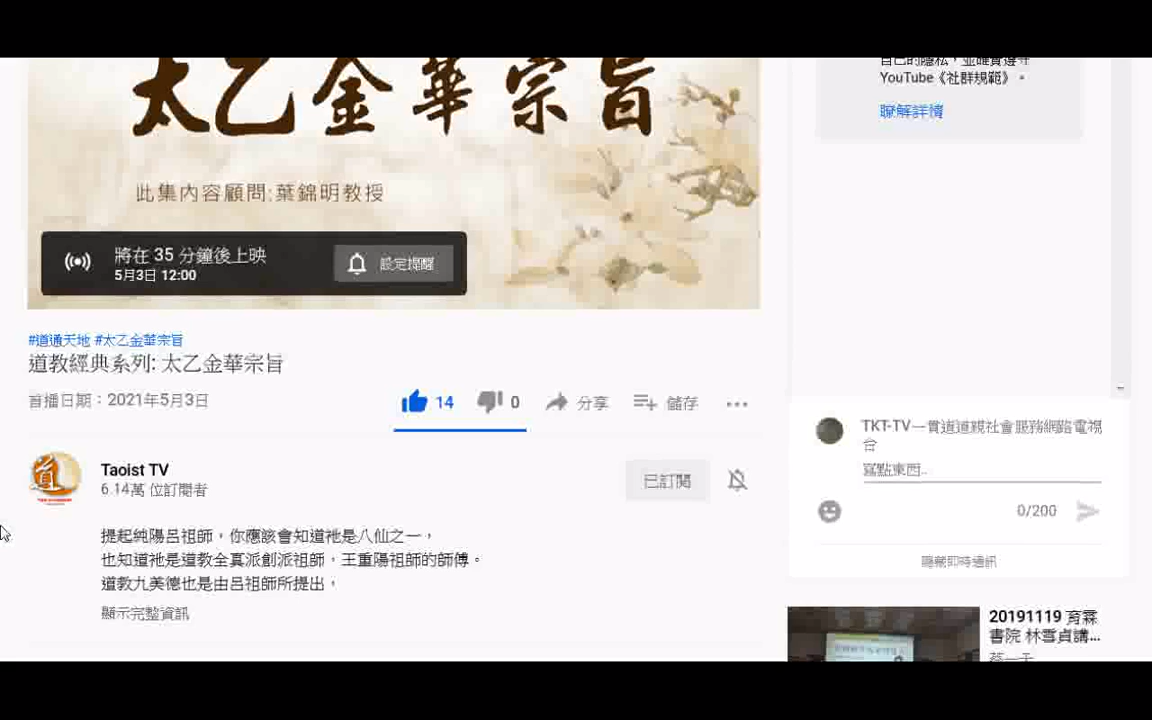 太乙金華宗旨
此集內容顧問:葉錦明教授
將在 35 分鐘後上映
5月3日 12:00
設定提醒
#道通天地 #太乙金華宗旨
道教經典系列: 太乙金華宗旨
首播日期：2021年5月3日
14
0
分享
儲存
Taoist TV
6.14萬 位訂閱者
已訂閱
提起純陽呂祖師，你應該會知道祂是八仙之一，
也知道祂是道教全真派創派祖師，王重陽祖師的師傅。
道教九美德也是由呂祖師所提出，
顯示完整資訊
自己的隱私，並確實遵守
YouTube《社群規範》。
瞭解詳情
TKT-TV一貫道道親社會服務網路電視
台
寫點東西...
0/200
隱藏即時通訊
20191119 育霖
書院 林雪貞講...